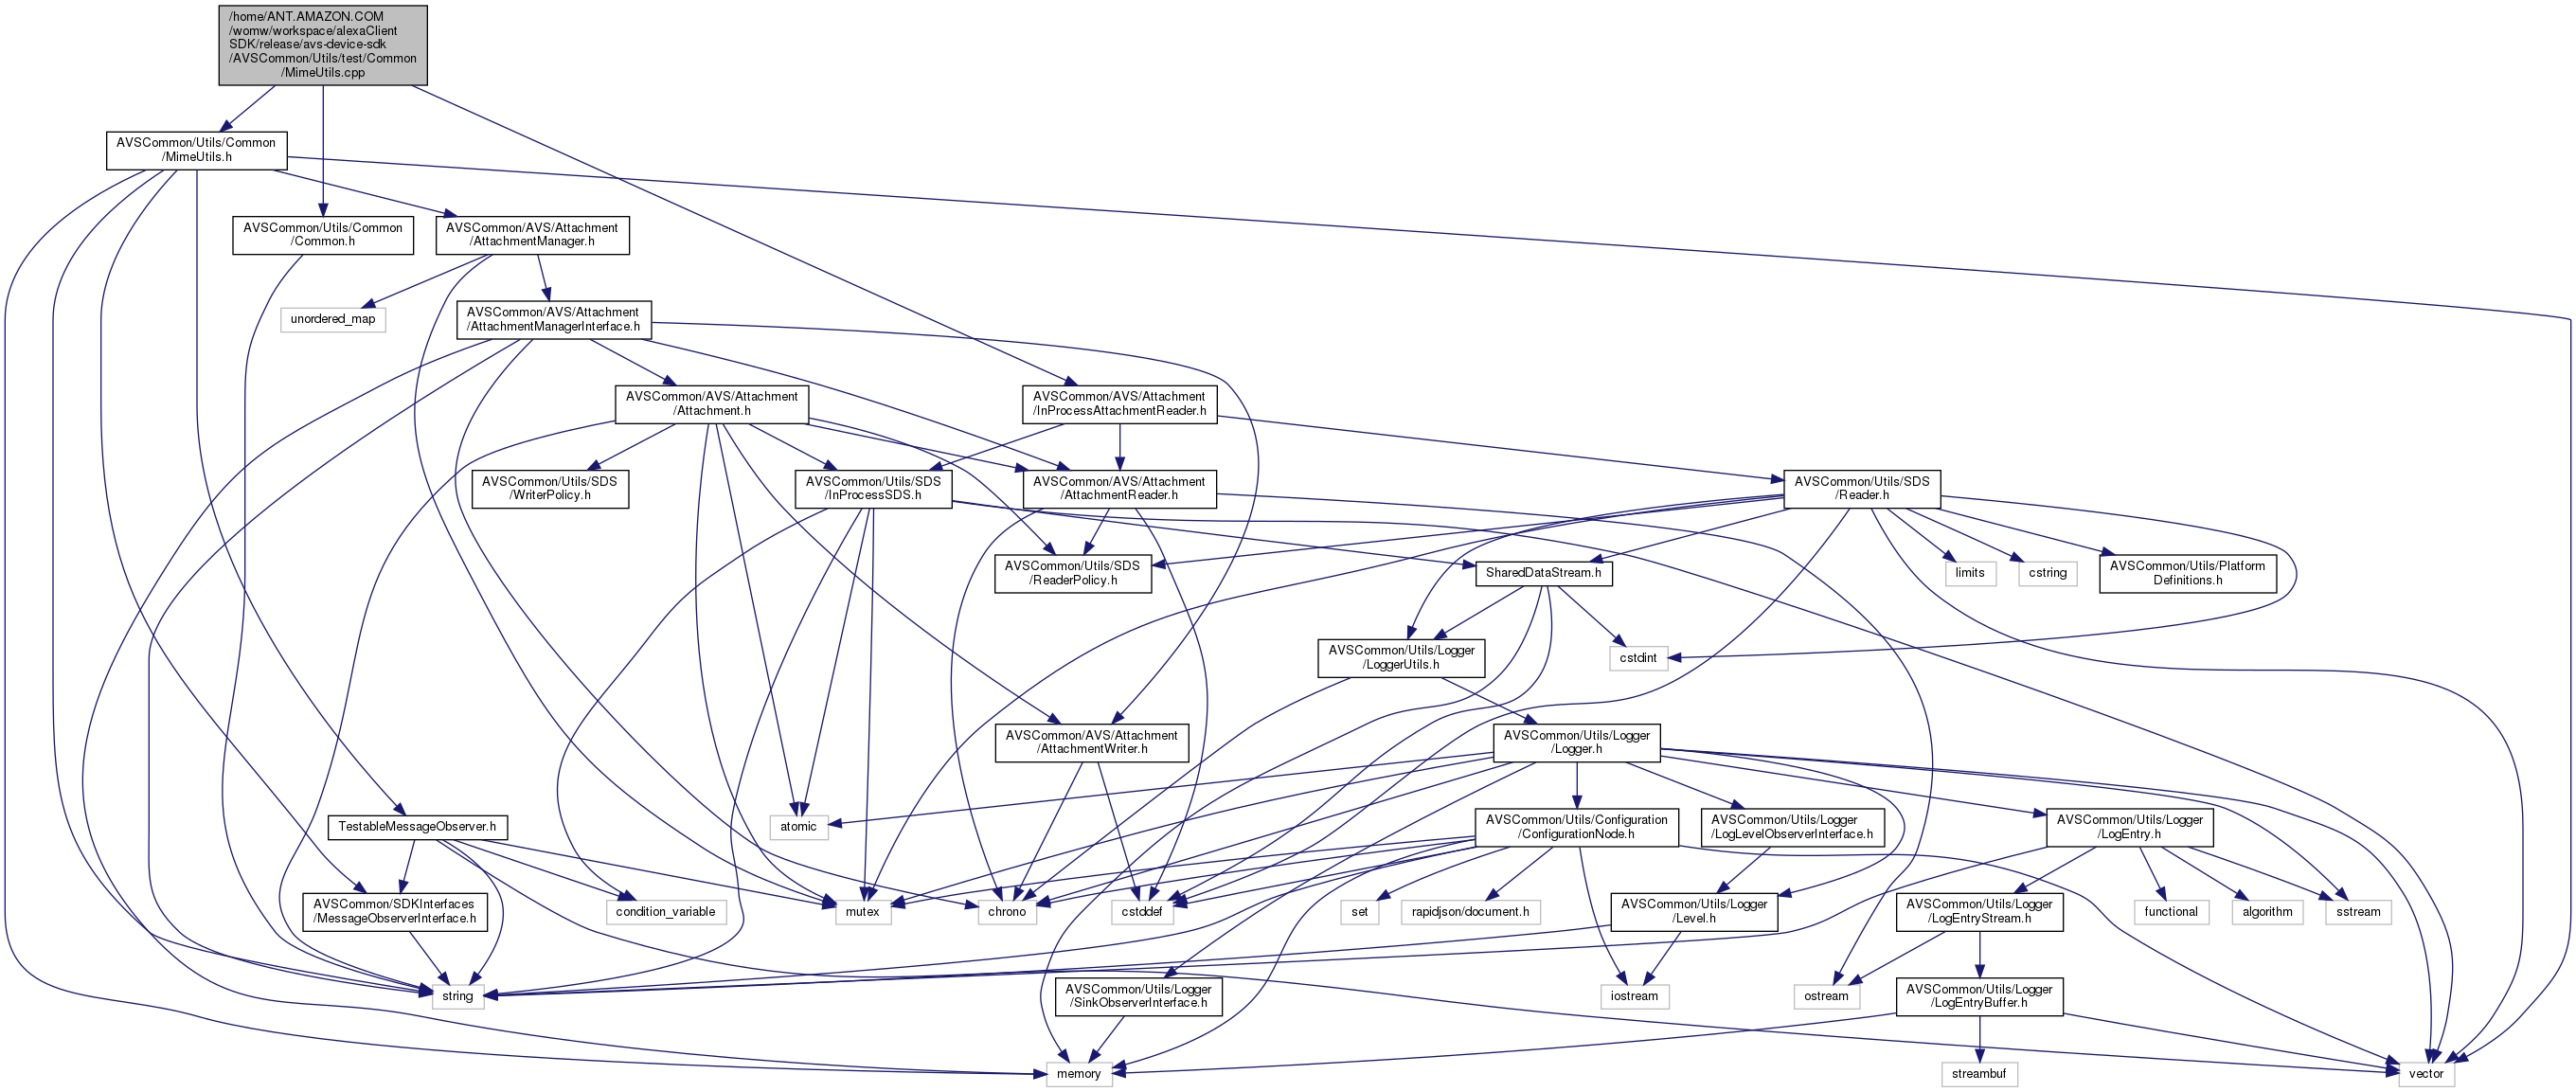 /home/ANT.AMAZON.COM
/womw/workspace/alexaClient
SDK/release/avs-device-sdk
/AVSCommon/Utils/test/Common
/MimeUtils.cpp
AVSCommon/Utils/Common
/MimeUtils.h
AVSCommon/Utils/Common
/Common.h
AVSCommon/AVS/Attachment
/AttachmentManager.h
unordered_map
AVSCommon/AVS/Attachment
/AttachmentManagerInterface.h
AVSCommon/AVS/Attachment
/Attachment.h
AVSCommon/AVS/Attachment
/InProcessAttachmentReader.h
AVSCommon/Utils/SDS
/WriterPolicy.h
AVSCommon/Utils/SDS
/InProcessSDS.h
AVSCommon/AVS/Attachment
/AttachmentReader.h
AVSCommon/Utils/SDS
/Reader.h
AVSCommon/Utils/SDS
/ReaderPolicy.h
SharedDataStream.h
limits
cstring
AVSCommon/Utils/Platform
Definitions.h
AVSCommon/Utils/Logger
/LoggerUtils.h
cstdint
AVSCommon/AVS/Attachment
/AttachmentWriter.h
AVSCommon/Utils/Logger
/Logger.h
TestableMessageObserver.h
atomic
AVSCommon/Utils/Configuration
/ConfigurationNode.h
AVSCommon/Utils/Logger
/LogLevelObserverInterface.h
AVSCommon/Utils/Logger
/LogEntry.h
AVSCommon/SDKInterfaces
/MessageObserverInterface.h
condition_variable
mutex
chrono
cstddef
set
rapidjson/document.h
AVSCommon/Utils/Logger
/Level.h
AVSCommon/Utils/Logger
/LogEntryStream.h
functional
algorithm
sstream
string
AVSCommon/Utils/Logger
/SinkObserverInterface.h
iostream
ostream
AVSCommon/Utils/Logger
/LogEntryBuffer.h
memory
streambuf
vector